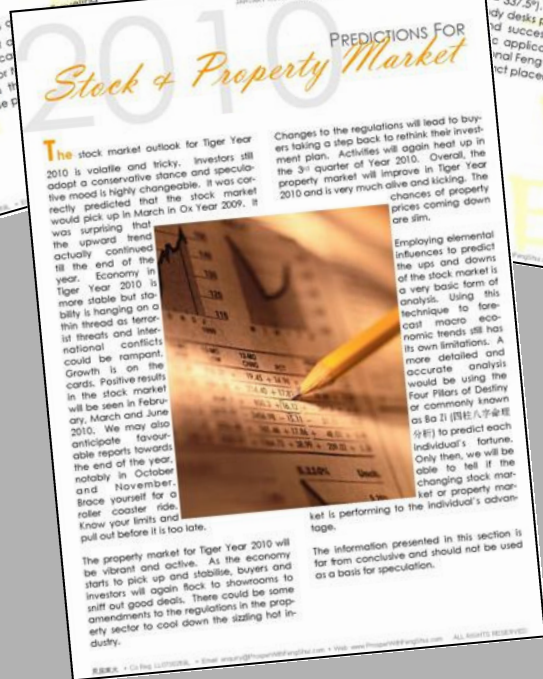 2010
PREDICTIONS FOR
Stock & Property Market
The stock market outlook for Tiger Year
2010 is volatile and tricky. Investors still
adopt a conservative stance and specula-
tive mood is highly changeable. It was cor-
rectly predicted that the stock market
would pick up in March in Ox Year 2009. It
was surprising that
the upward trend
actually continued
till the end of the
year. Economy in
Tiger Year 2010 is
more stable but sta-
bility is hanging on a
thin thread as terror-
ist threats and inter-
national conflicts
could be rampant.
Growth is on the
cards. Positive results
in the stock market
will be seen in Febru-
ary, March and June
2010. We may also
anticipate favour-
able reports towards
the end of the year,
notably in October
and November.
Brace yourself for a
roller coaster ride.
Know your limits and
pull out before it is too late.
The property market for Tiger Year 2010 will
be vibrant and active. As the economy
starts to pick up and stabilise, buyers and
investors will again flock to showrooms to
sniff out good deals. There could be some
amendments to the regulations in the prop-
erty sector to cool down the sizzling hot in-
dustry.
Changes to the regulations will lead to buy-
ers taking a step back to rethink their invest-
ment plan. Activities will again heat up in
the 3rd quarter of Year 2010. Overall, the
property market will improve in Tiger Year
2010 and is very much alive and kicking. The
chances of property
prices coming down
are slim.
Employing elemental
influences to predict
the ups and downs
of the stock market is
a very basic form of
analysis. Using this
technique to fore-
cast macro eco-
nomic trends still has
its own limitations. A
more detailed and
accurate analysis
would be using the
Four Pillars of Destiny
or commonly known
as Ba Zi [四柱八字命理
分析] to predict each
individual's fortune.
Only then, we will be
able to tell if the
changing stock mar-
ket or property mar-
ket is performing to the individual's advan-
tage.
The information presented in this section is
far from conclusive and should not be used
as a basis for speculation.
ALL RIGHTS RESERVED